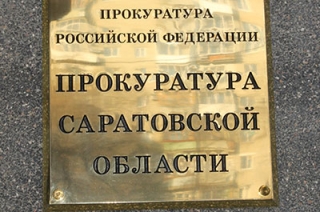 ПРОКУРАТУРА
РОССИЙСКОЙ ФЕДЕРАЦИИ
ПРОКУРАТУРА
САРАТОВСКОЙ
ОБЛАСТИ